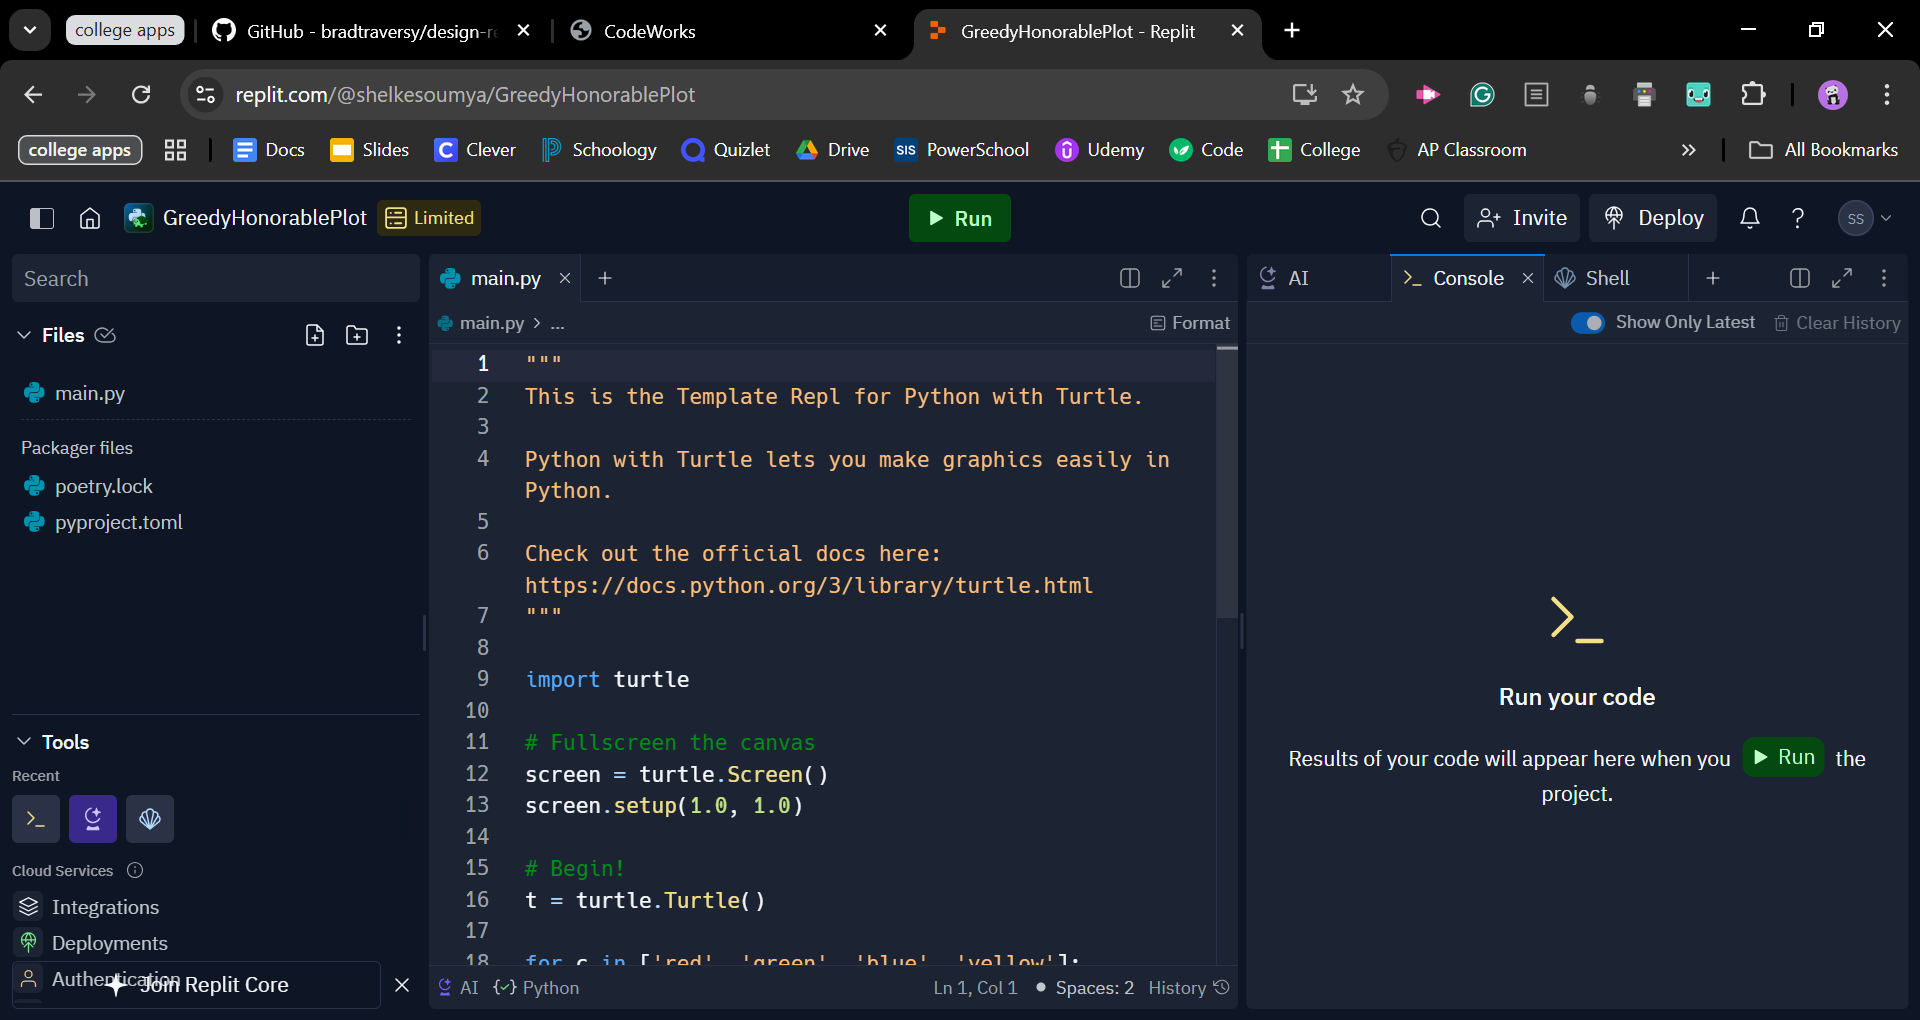 college apps
GitHub - bradtraversy/design-re
CodeWorks
GreedyHonorablePlot - Replit
replit.com/@shelkesoumya/GreedyHonorablePlot
college apps
Docs
Slides
Clever
Schoology
Quizlet
Drive
SIS PowerSchool
Udemy
Code
College
AP Classroom
All Bookmarks
GreedyHonorablePlot
Limited
Run
Invite
Deploy
SS
Search
Files
main.py
Packager files
poetry.lock
pyproject.toml
Tools
Recent
Cloud Services
Integrations
Deployments
Authentication
Join Replit Core
main.py
main.py > ...
Format
1 """
2 This is the Template Repl for Python with Turtle.
3
4 Python with Turtle lets you make graphics easily in
Python.
5
6 Check out the official docs here:
https://docs.python.org/3/library/turtle.html
7 """
8
9 import turtle
10
11 # Fullscreen the canvas
12 screen = turtle.Screen()
13 screen.setup(1.0, 1.0)
14
15 # Begin!
16 t = turtle.Turtle()
17
18 for c in ['red', 'green', 'blue', 'yellow']:
AI
Python
Ln 1, Col 1
Spaces: 2
History
AI
Console
Shell
Show Only Latest
Clear History
Run your code
Results of your code will appear here when you Run the
project.